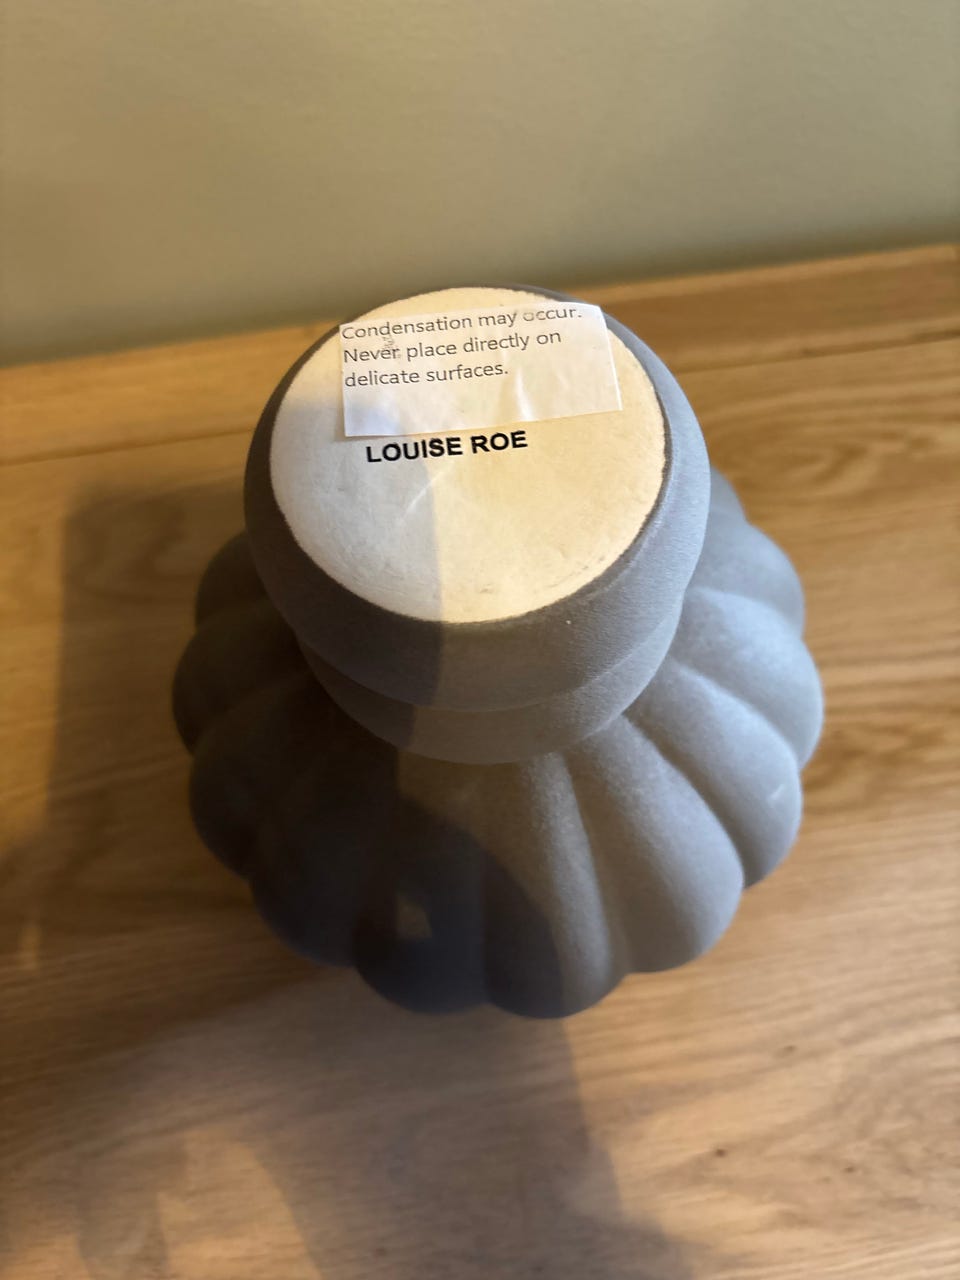 Condensation may occur.
Never place directly on
delicate surfaces.
LOUISE ROE